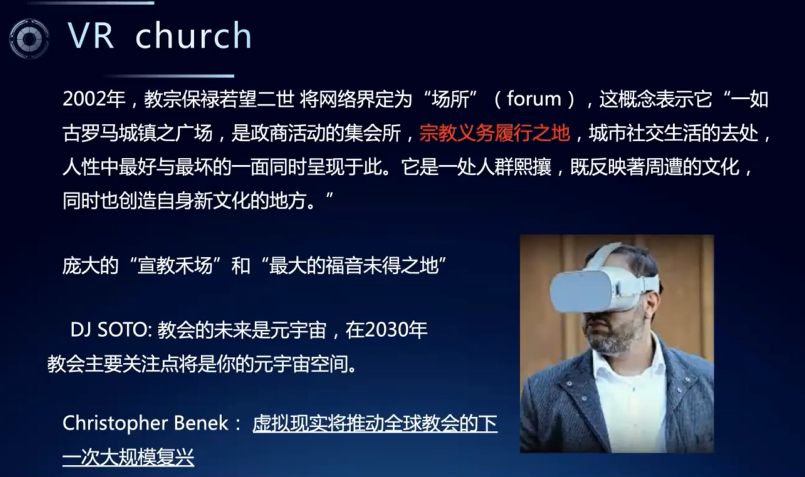 VR church
2002年，教宗保禄若望二世 将网络界定为“场所”（forum），这概念表示它“一如
古罗马城镇之广场，是政商活动的集会所，宗教义务履行之地，城市社交生活的去处，
人性中最好与最坏的一面同时呈现于此。它是一处人群熙攘，既反映著周遭的文化，
同时也创造自身新文化的地方。”
庞大的“宣教禾场”和“最大的福音未得之地”
DJ SOTO: 教会的未来是元宇宙，在2030年
教会主要关注点将是你的元宇宙空间。
Christopher Benek： 虚拟现实将推动全球教会的下
一次大规模复兴